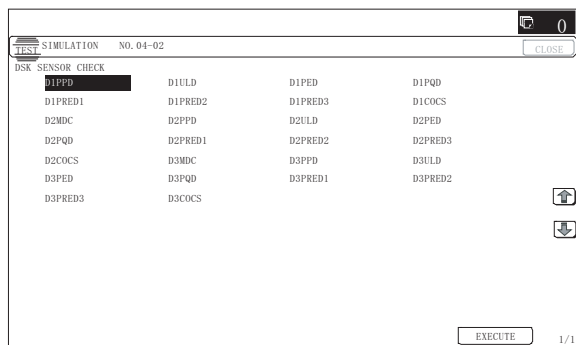 0
TEST SIMULATION NO. 04-02 CLOSE
DSK SENSOR CHECK
D1PPD D1ULD D1PED D1PQD
D1PRED1 D1PRED2 D1PRED3 D1COCS
D2MDC D2PPD D2ULD D2PED
D2PQD D2PRED1 D2PRED2 D2PRED3
D2COCS D3MDC D3PPD D3ULD
D3PED D3PQD D3PRED1 D3PRED2
D3PRED3 D3COCS
EXECUTE 1/1